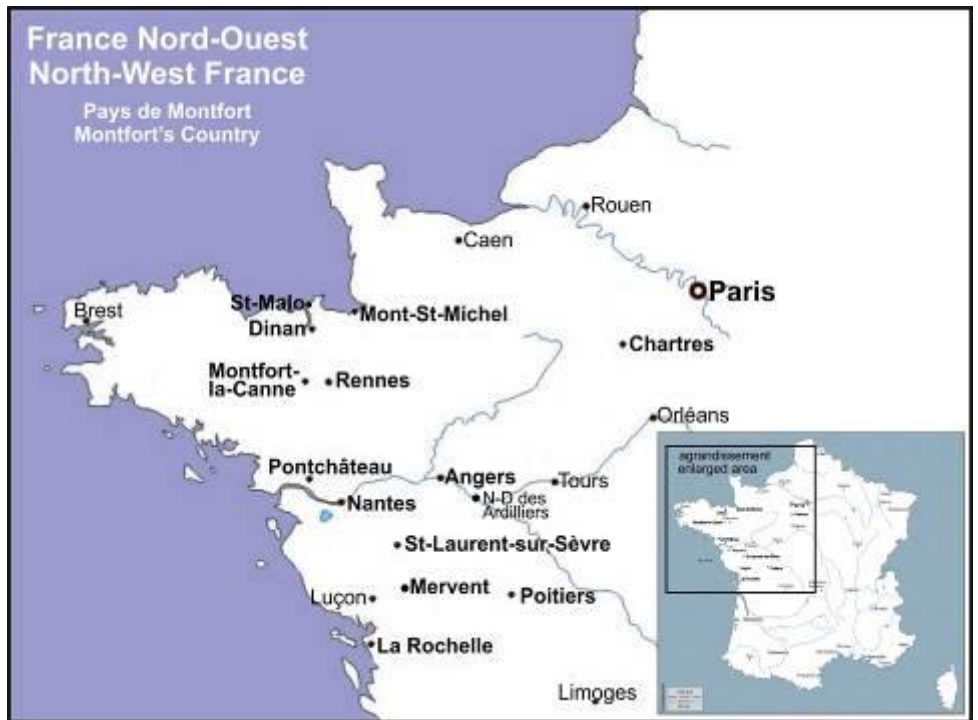 France Nord-Ouest
North-West France
Pays de Montfort
Montfort's Country
Rouen
Caen
Paris
St-Malo
Brest
Mont-St-Michel
Dinan
Chartres
Montfort-
la-Canne
Rennes
Orléans
agrandissement
enlarged area
Pontchâteau
Angers
Tours
N-D des
Ardilliers
Nantes
St-Laurent-sur-Sèvre
Mervent
Luçon
Poitiers
La Rochelle
Limoges